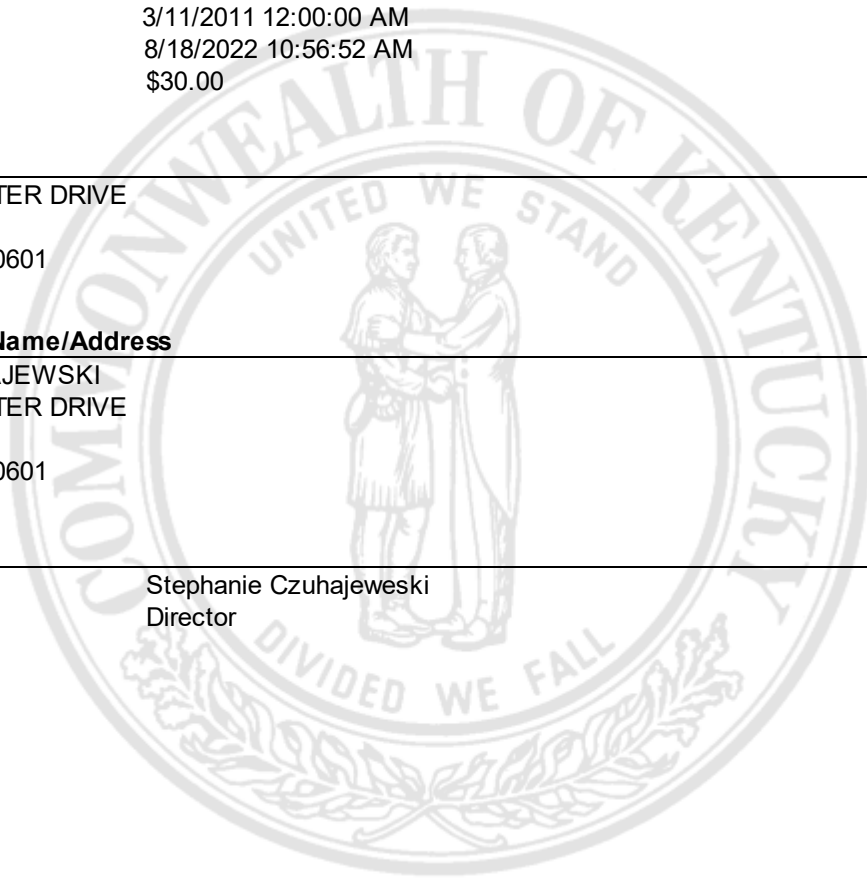 3/11/2011 12:00:00 AM
8/18/2022 10:56:52 AM
$30.00
TER DRIVE
0601
Name/Address
AJEWSKI
TER DRIVE
0601
Stephanie Czuhajeweski
Director
COMMONWEALTH OF KENTUCKY
UNITED WE STAND
DIVIDED WE FALL